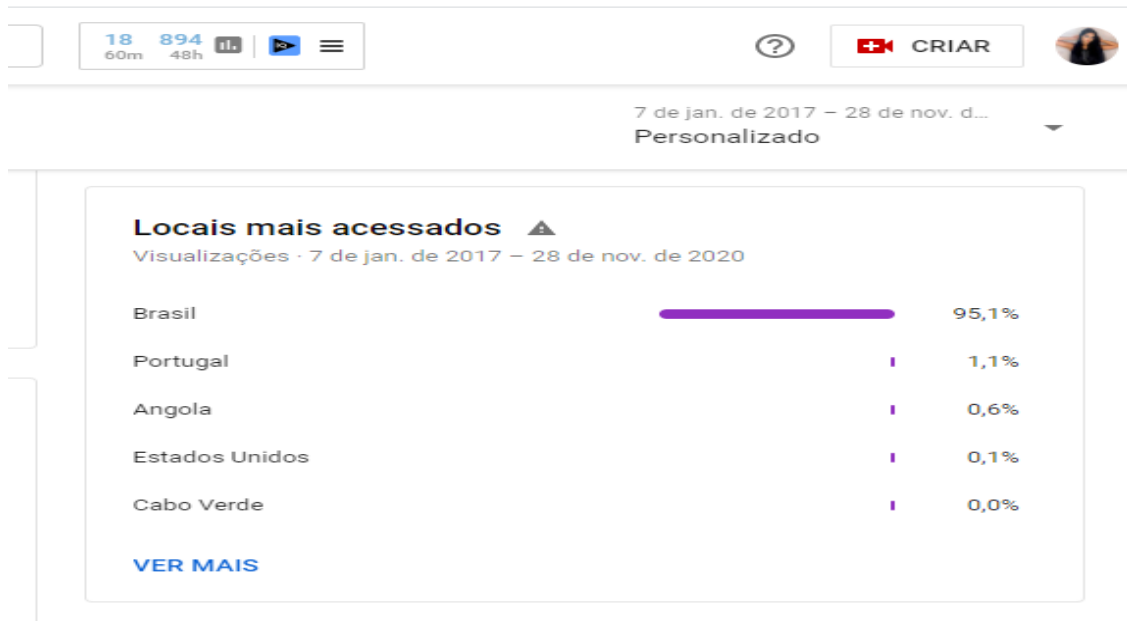 18 894
60m 48h
CRIAR
7 de jan. de 2017 – 28 de nov. d...
Personalizado
Locais mais acessados
Visualizações · 7 de jan. de 2017 – 28 de nov. de 2020
Brasil 95,1%
Portugal 1,1%
Angola 0,6%
Estados Unidos 0,1%
Cabo Verde 0,0%
VER MAIS